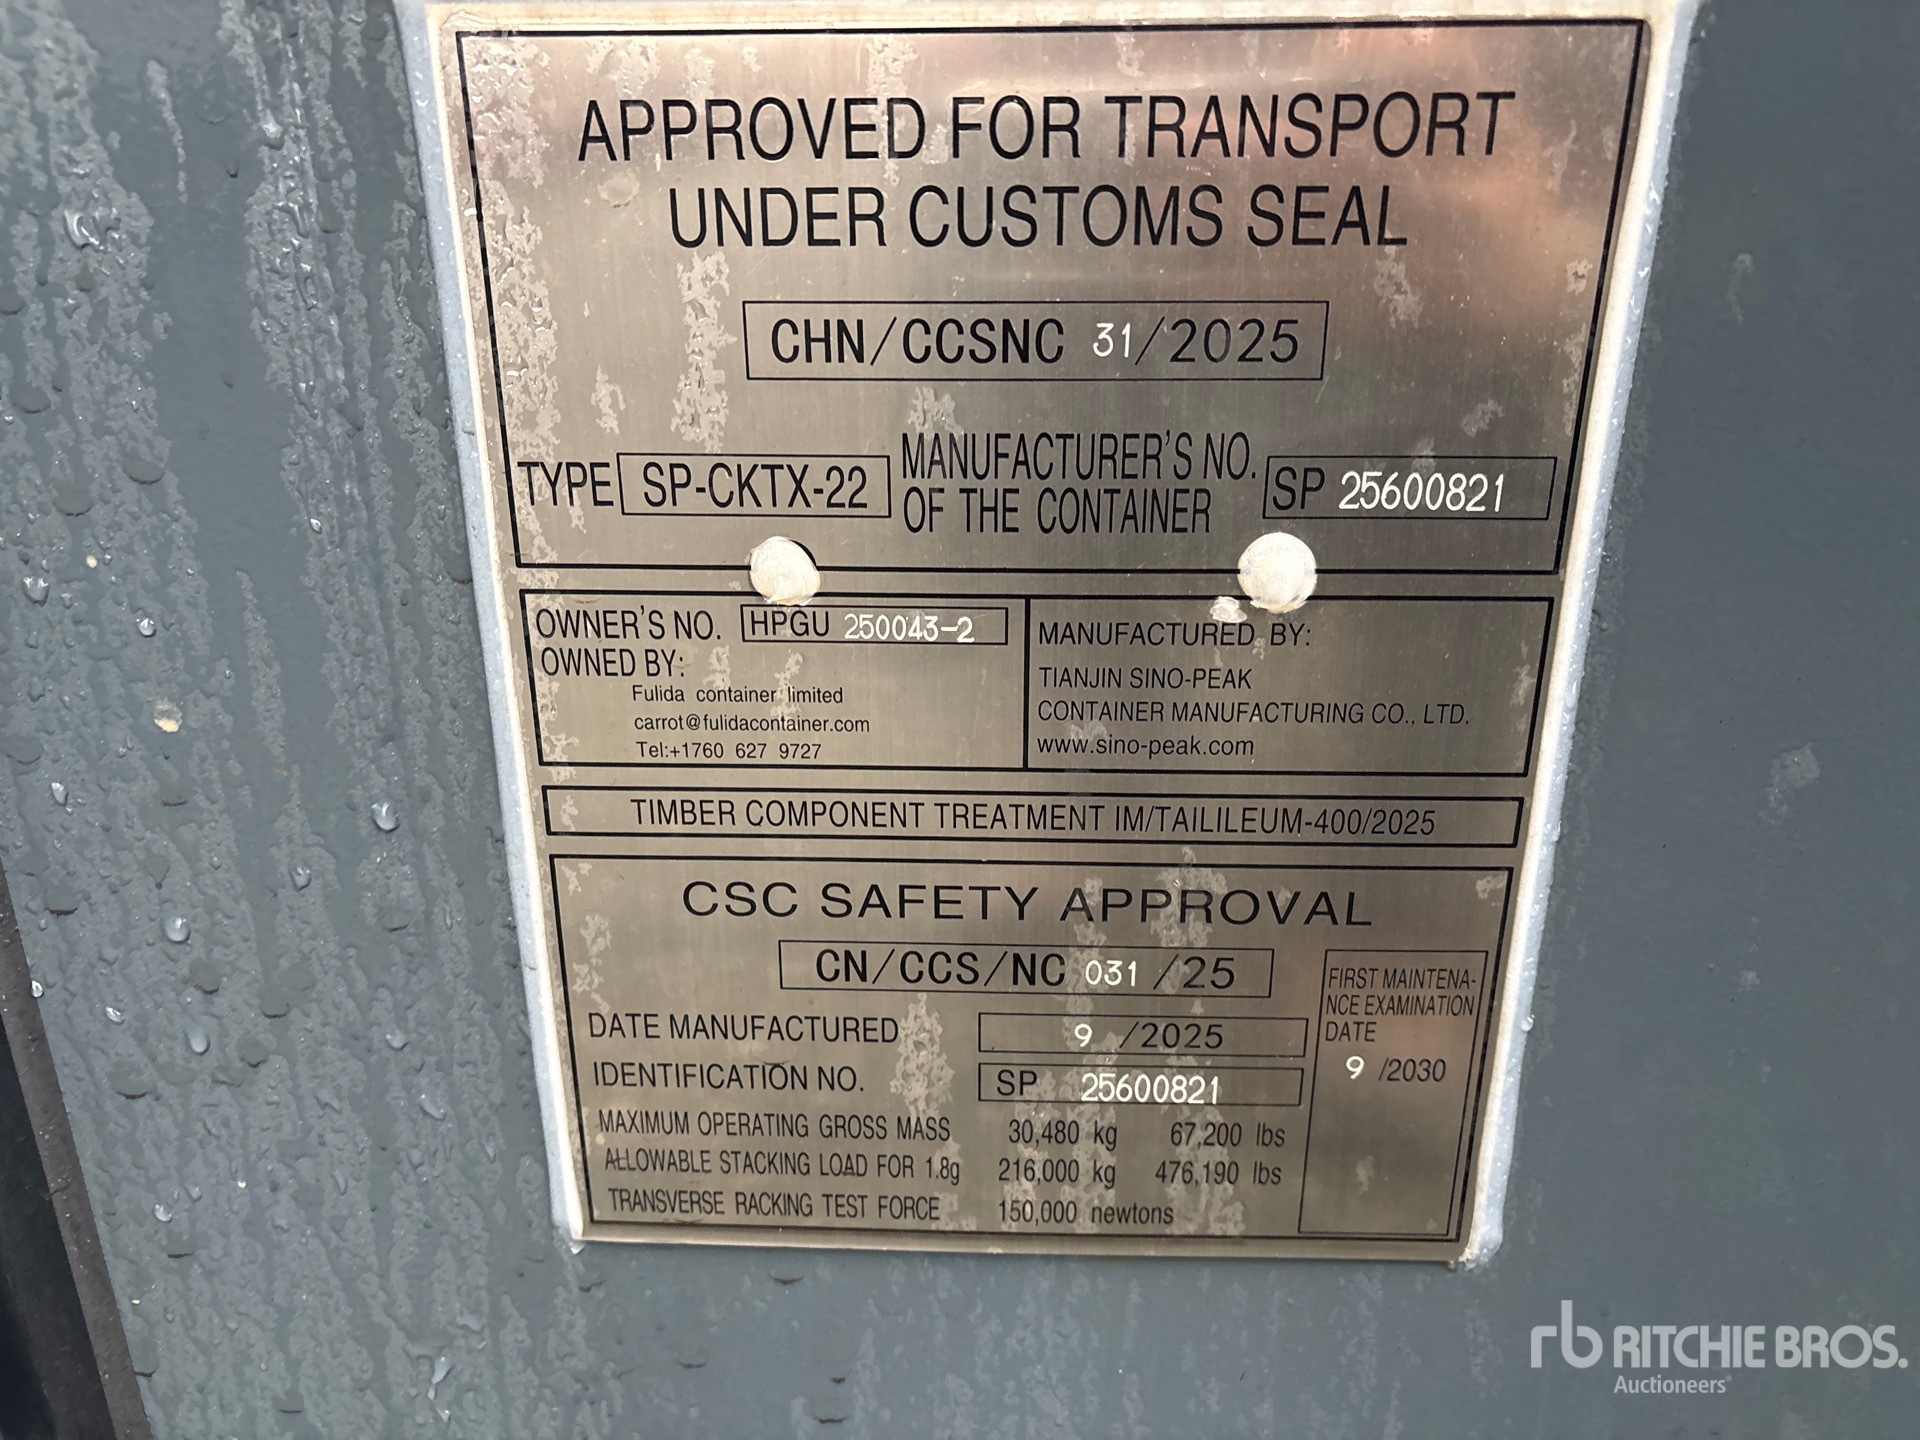 APPROVED FOR TRANSPORT
UNDER CUSTOMS SEAL
CHN/CCSNC 31/2025
TYPE SP-CKTX-22 MANUFACTURER'S NO. OF THE CONTAINER SP 25600821
OWNER'S NO. HPGU 250043-2
OWNED BY:
Fulida container limited
carrot@fulidacontainer.com
Tel:+1760 627 9727
MANUFACTURED BY:
TIANJIN SINO-PEAK
CONTAINER MANUFACTURING CO., LTD.
www.sino-peak.com
TIMBER COMPONENT TREATMENT IM/TAILILEUM-400/2025
CSC SAFETY APPROVAL
CN/CCS/NC 031 /25
DATE MANUFACTURED 9 /2025
IDENTIFICATION NO. SP 25600821
MAXIMUM OPERATING GROSS MASS 30,480 kg 67,200 lbs
ALLOWABLE STACKING LOAD FOR 1.8g 216,000 kg 476,190 lbs
TRANSVERSE RACKING TEST FORCE 150,000 newtons
FIRST MAINTENA-
NCE EXAMINATION
DATE
9 /2030
rb RITCHIE BROS.
Auctioneers